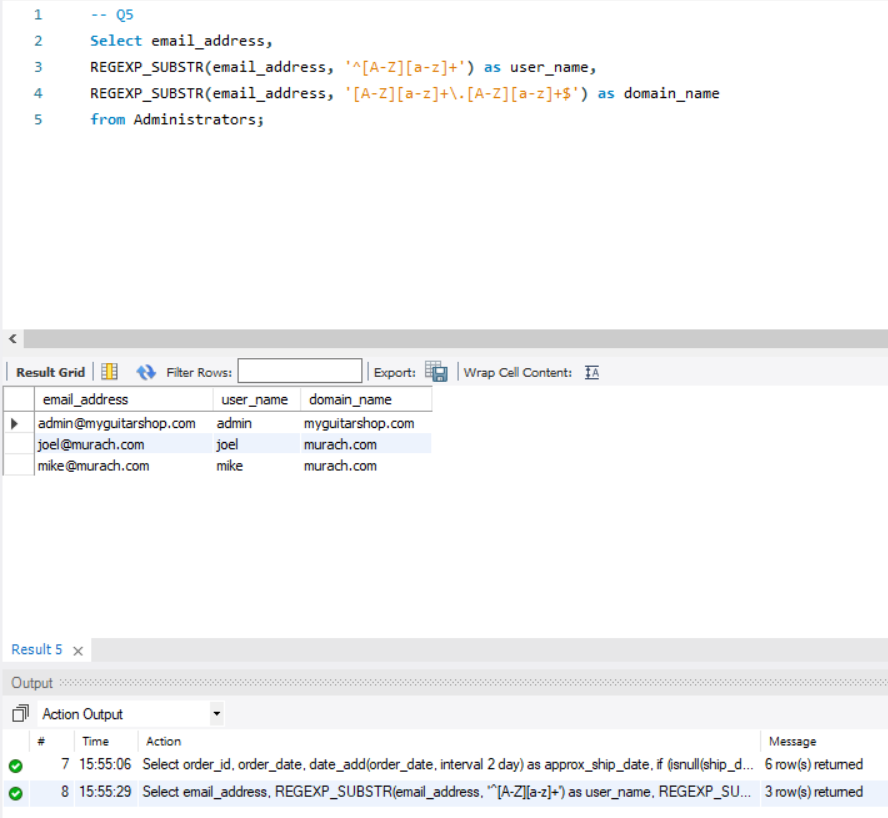 1 -- Q5
2 Select email_address,
3 REGEXP_SUBSTR(email_address, '^[A-Z][a-z]+') as user_name,
4 REGEXP_SUBSTR(email_address, '[A-Z][a-z]+\.[A-Z][a-z]+$') as domain_name
5 from Administrators;
Result Grid Filter Rows: Export: Wrap Cell Content:
email_address user_name domain_name
admin@myguitarshop.com admin myguitarshop.com
joel@murach.com joel murach.com
mike@murach.com mike murach.com
Result 5 ×
Output
Action Output
# Time Action Message
7 15:55:06 Select order_id, order_date, date_add(order_date, interval 2 day) as approx_ship_date, if (isnull(ship_d... 6 row(s) returned
8 15:55:29 Select email_address, REGEXP_SUBSTR(email_address, '^[A-Z][a-z]+') as user_name, REGEXP_SU... 3 row(s) returned